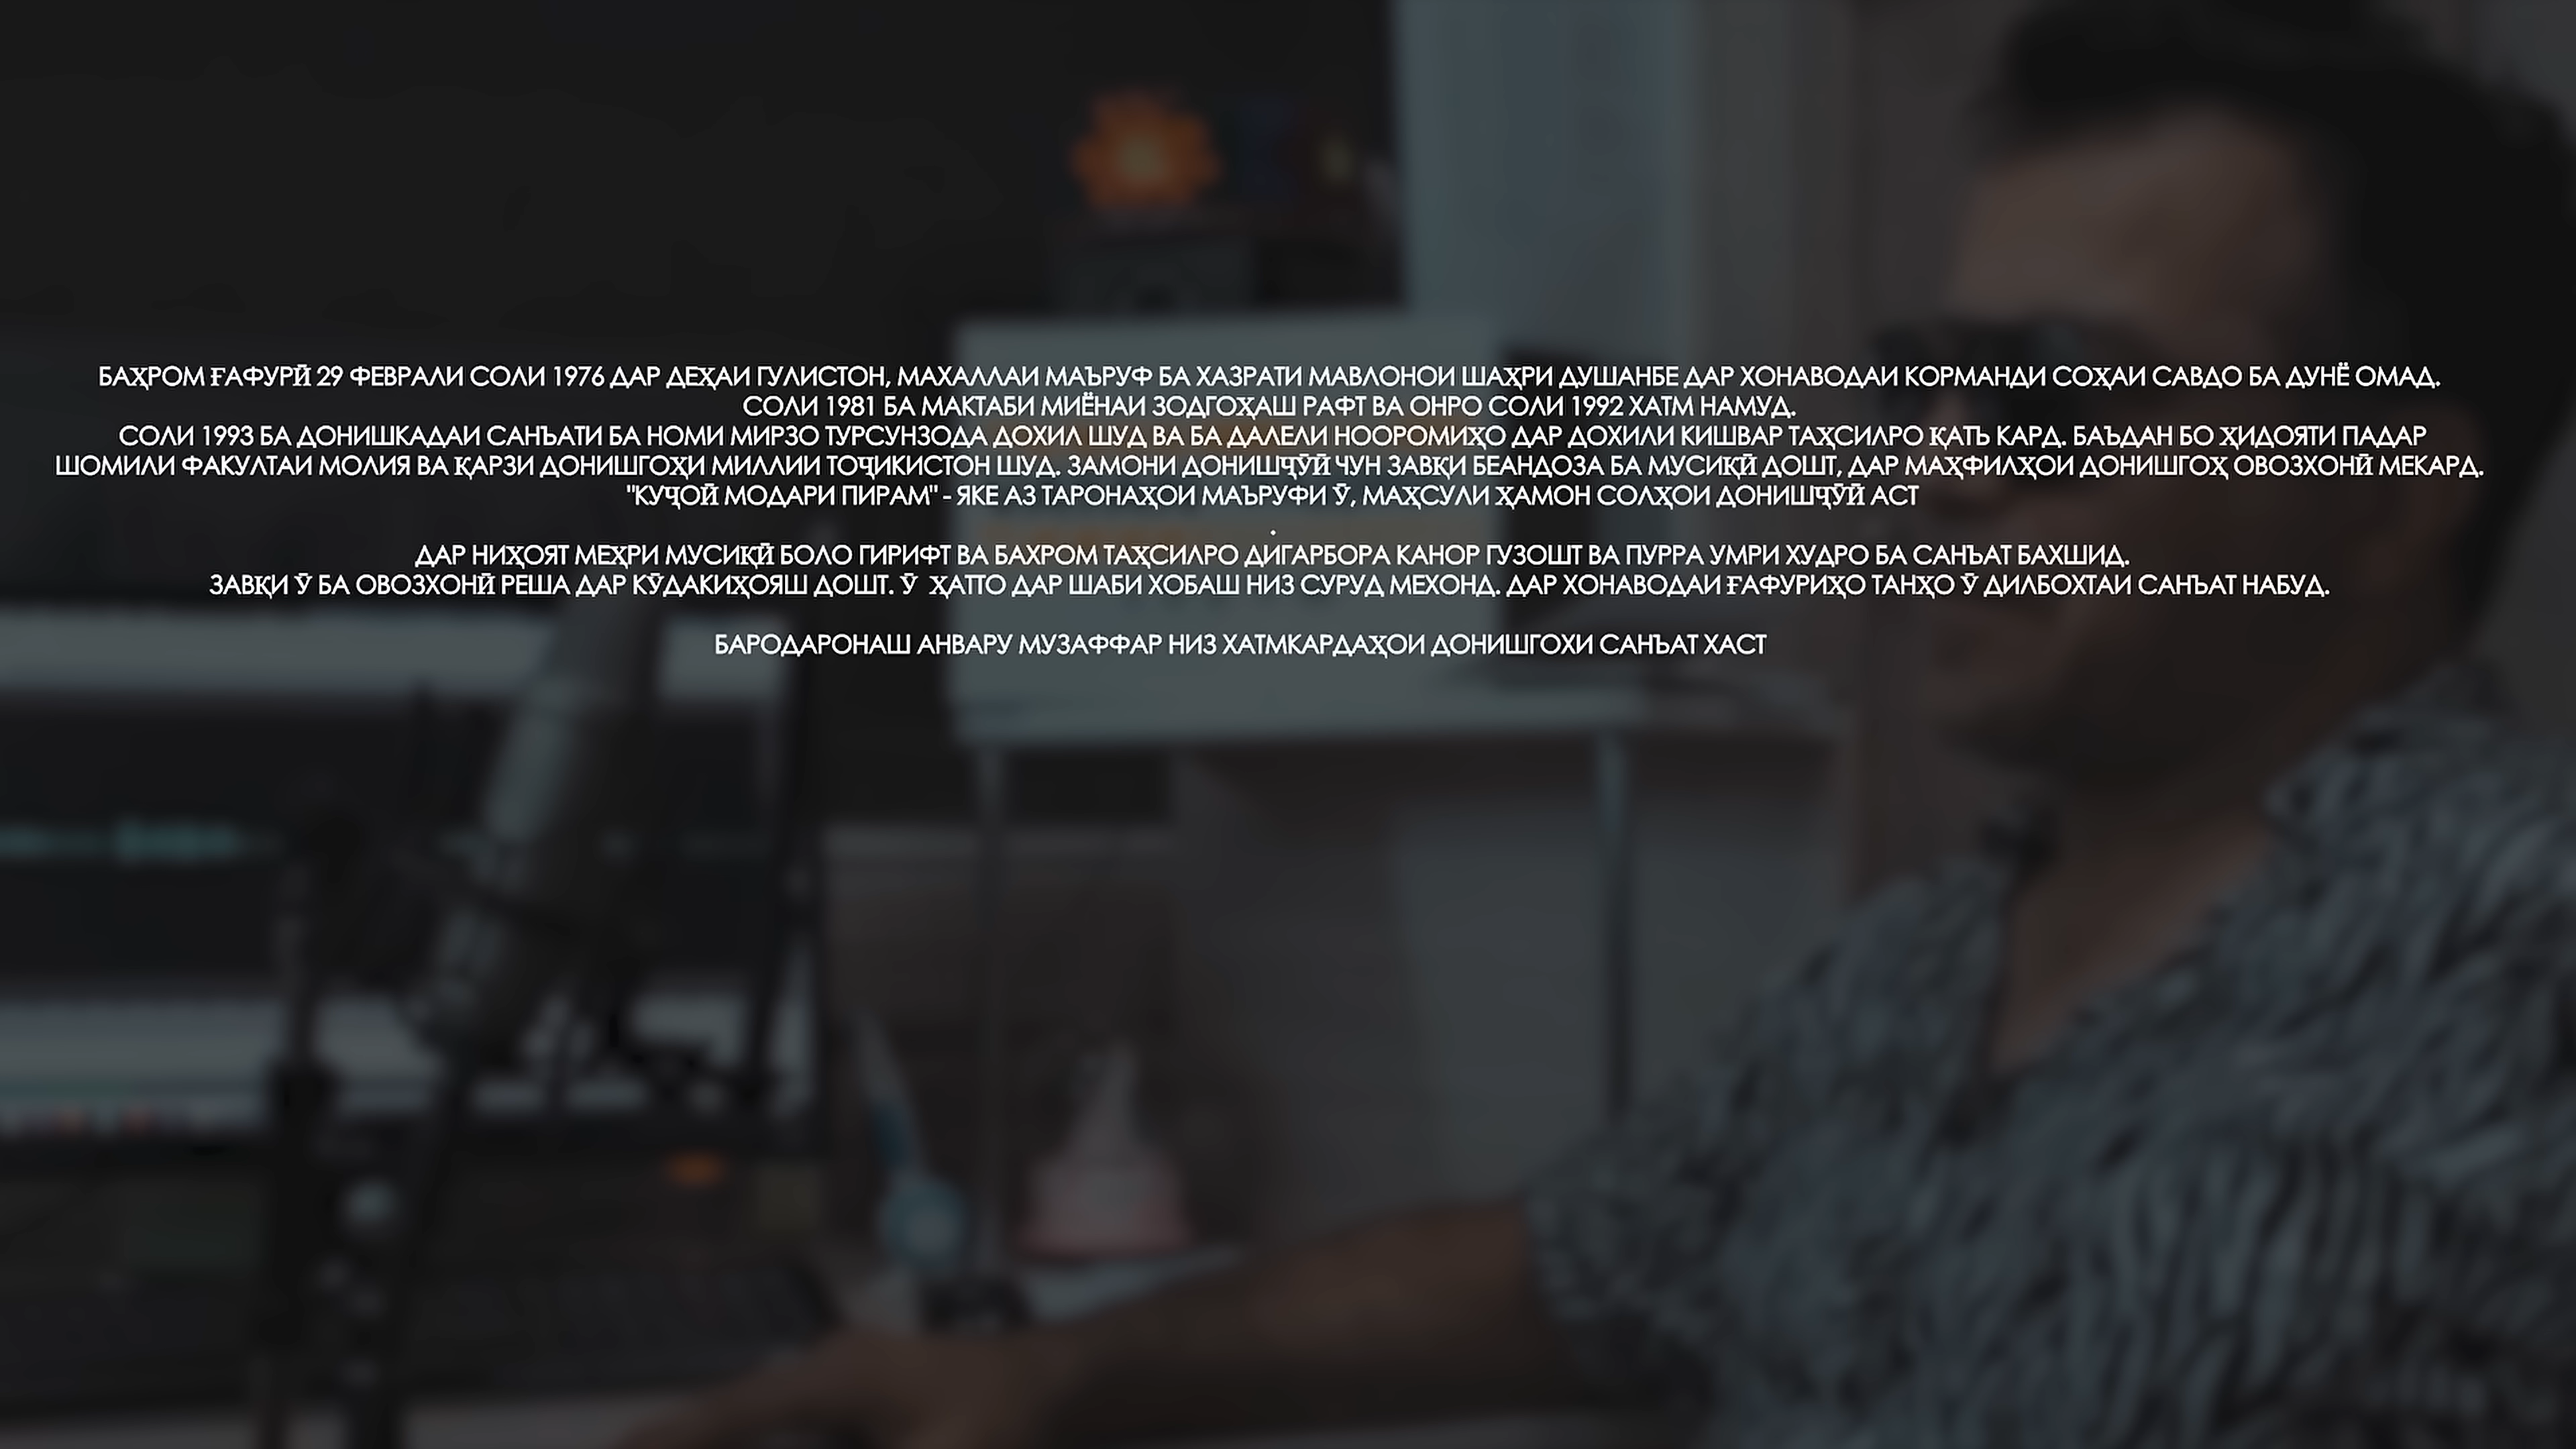 БАҲРОМ ҒАФУРӢ 29 ФЕВРАЛИ СОЛИ 1976 ДАР ДЕҲАИ ГУЛИСТОН, МАХАЛЛАИ МАЪРУФ БА ХАЗРАТИ МАВЛОНОИ ШАҲРИ ДУШАНБЕ ДАР ХОНАВОДАИ КОРМАНДИ СОҲАИ САВДО БА ДУНЁ ОМАД.
СОЛИ 1981 БА МАКТАБИ МИЁНАИ ЗОДГОҲАШ РАФТ ВА ОНРО СОЛИ 1992 ХАТМ НАМУД.
СОЛИ 1993 БА ДОНИШКАДАИ САНЪАТИ БА НОМИ МИРЗО ТУРСУНЗОДА ДОХИЛ ШУД ВА БА ДАЛЕЛИ НООРОМИҲО ДАР ДОХИЛИ КИШВАР ТАҲСИЛРО ҚАТЪ КАРД. БАЪДАН БО ҲИДОЯТИ ПАДАР
ШОМИЛИ ФАКУЛТАИ МОЛИЯ ВА ҚАРЗИ ДОНИШГОҲИ МИЛЛИИ ТОҶИКИСТОН ШУД. ЗАМОНИ ДОНИШҶӮӢ ЧУН ЗАВҚИ БЕАНДОЗА БА МУСИҚӢ ДОШТ, ДАР МАҲФИЛҲОИ ДОНИШГОҲ ОВОЗХОНӢ МЕКАРД.
"КУҶОӢ МОДАРИ ПИРАМ" - ЯКЕ АЗ ТАРОНАҲОИ МАЪРУФИ Ӯ, МАҲСУЛИ ҲАМОН СОЛҲОИ ДОНИШҶӮӢ АСТ
.
ДАР НИҲОЯТ МЕҲРИ МУСИҚӢ БОЛО ГИРИФТ ВА БАХРОМ ТАҲСИЛРО ДИГАРБОРА КАНОР ГУЗОШТ ВА ПУРРА УМРИ ХУДРО БА САНЪАТ БАХШИД.
ЗАВҚИ Ӯ БА ОВОЗХОНӢ РЕША ДАР КӮДАКИҲОЯШ ДОШТ. Ӯ ҲАТТО ДАР ШАБИ ХОБАШ НИЗ СУРУД МЕХОНД. ДАР ХОНАВОДАИ ҒАФУРИҲО ТАНҲО Ӯ ДИЛБОХТАИ САНЪАТ НАБУД.
БАРОДАРОНАШ АНВАРУ МУЗАФФАР НИЗ ХАТМКАРДАҲОИ ДОНИШГОХИ САНЪАТ ХАСТ